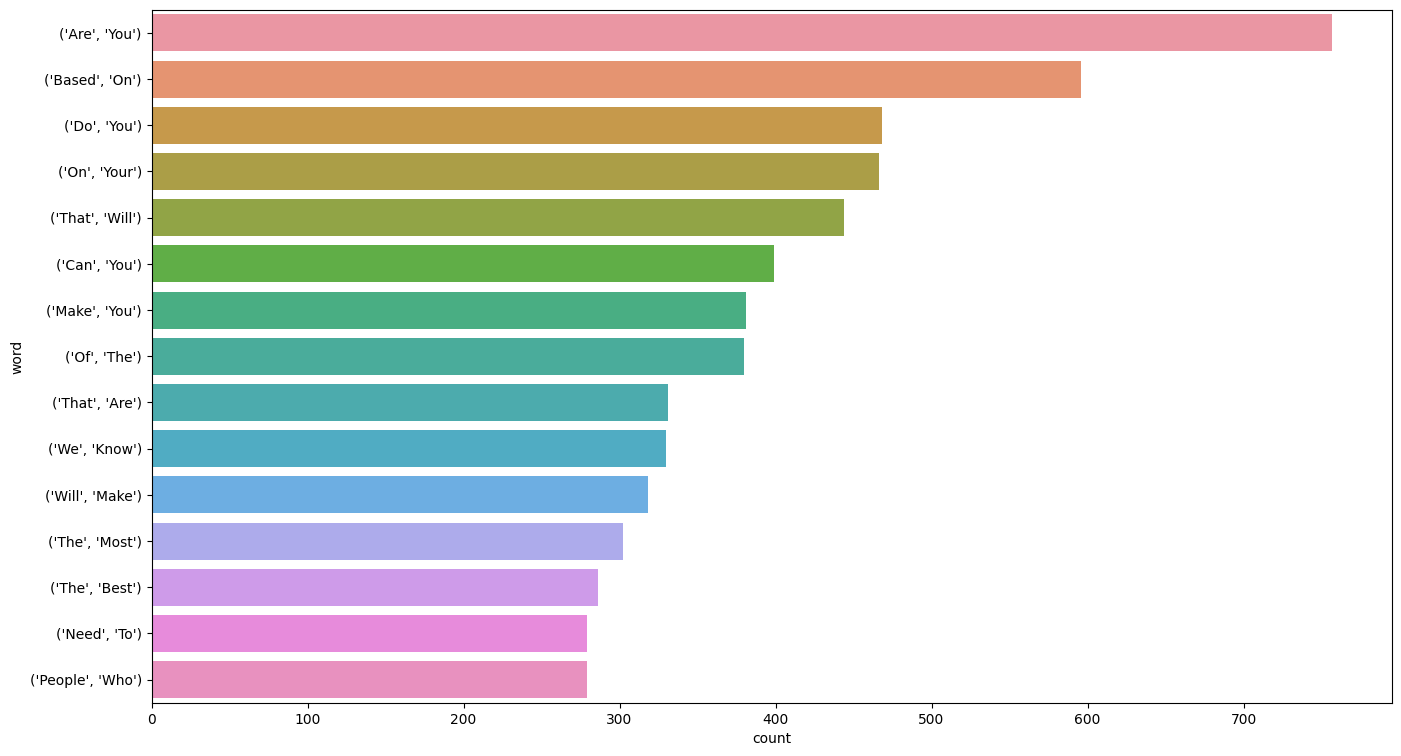 ('Are', 'You')
('Based', 'On')
('Do', 'You')
('On', 'Your')
('That', 'Will')
('Can', 'You')
('Make', 'You')
('Of', 'The')
('That', 'Are')
('We', 'Know')
('Will', 'Make')
('The', 'Most')
('The', 'Best')
('Need', 'To')
('People', 'Who')
word
0 100 200 300 400 500 600 700
count